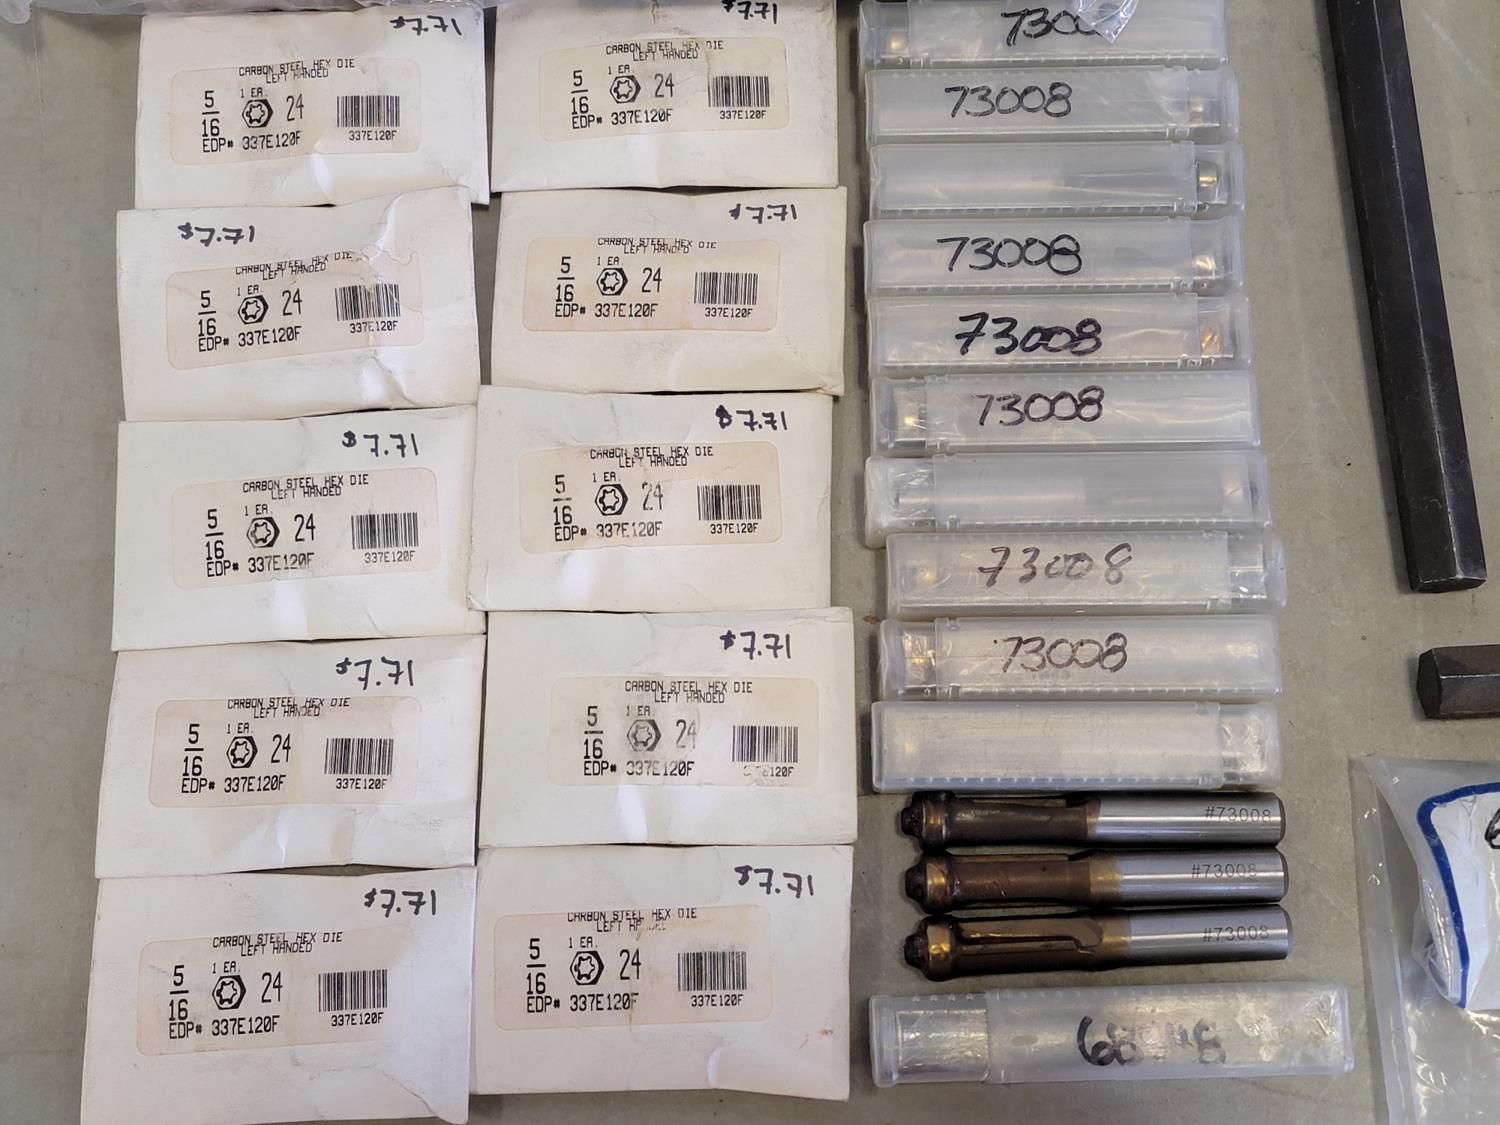 $7.71
CARBON STEEL HEX DIE
LEFT HANDED
1 EA.
5/16 24
EDP# 337E120F
337E120F
$7.71
CARBON STEEL HEX DIE
LEFT HANDED
1 EA.
5/16 24
EDP# 337E120F
337E120F
$7.71
CARBON STEEL HEX DIE
LEFT HANDED
1 EA.
5/16 24
EDP# 337E120F
337E120F
$7.71
CARBON STEEL HEX DIE
LEFT HANDED
1 EA.
5/16 24
EDP# 337E120F
337E120F
$7.71
CARBON STEEL HEX DIE
LEFT HANDED
1 EA.
5/16 24
EDP# 337E120F
337E120F
$7.71
CARBON STEEL HEX DIE
LEFT HANDED
1 EA.
5/16 24
EDP# 337E120F
337E120F
$7.71
CARBON STEEL HEX DIE
LEFT HANDED
1 EA.
5/16 24
EDP# 337E120F
337E120F
$7.71
CARBON STEEL HEX DIE
LEFT HANDED
1 EA
5/16 24
EDP# 337E120F
$7.71
CARBON STEEL HEX DIE
LEFT HANDED
1 EA.
5/16 24
EDP# 337E120F
337E120F
$7.71
CARBON STEEL HEX DIE
LEFT
1 EA.
5/16 24
EDP# 337E120F
337E120F
7300
73008
73008
73008
73008
73008
73008
#73008
#73008
#73008